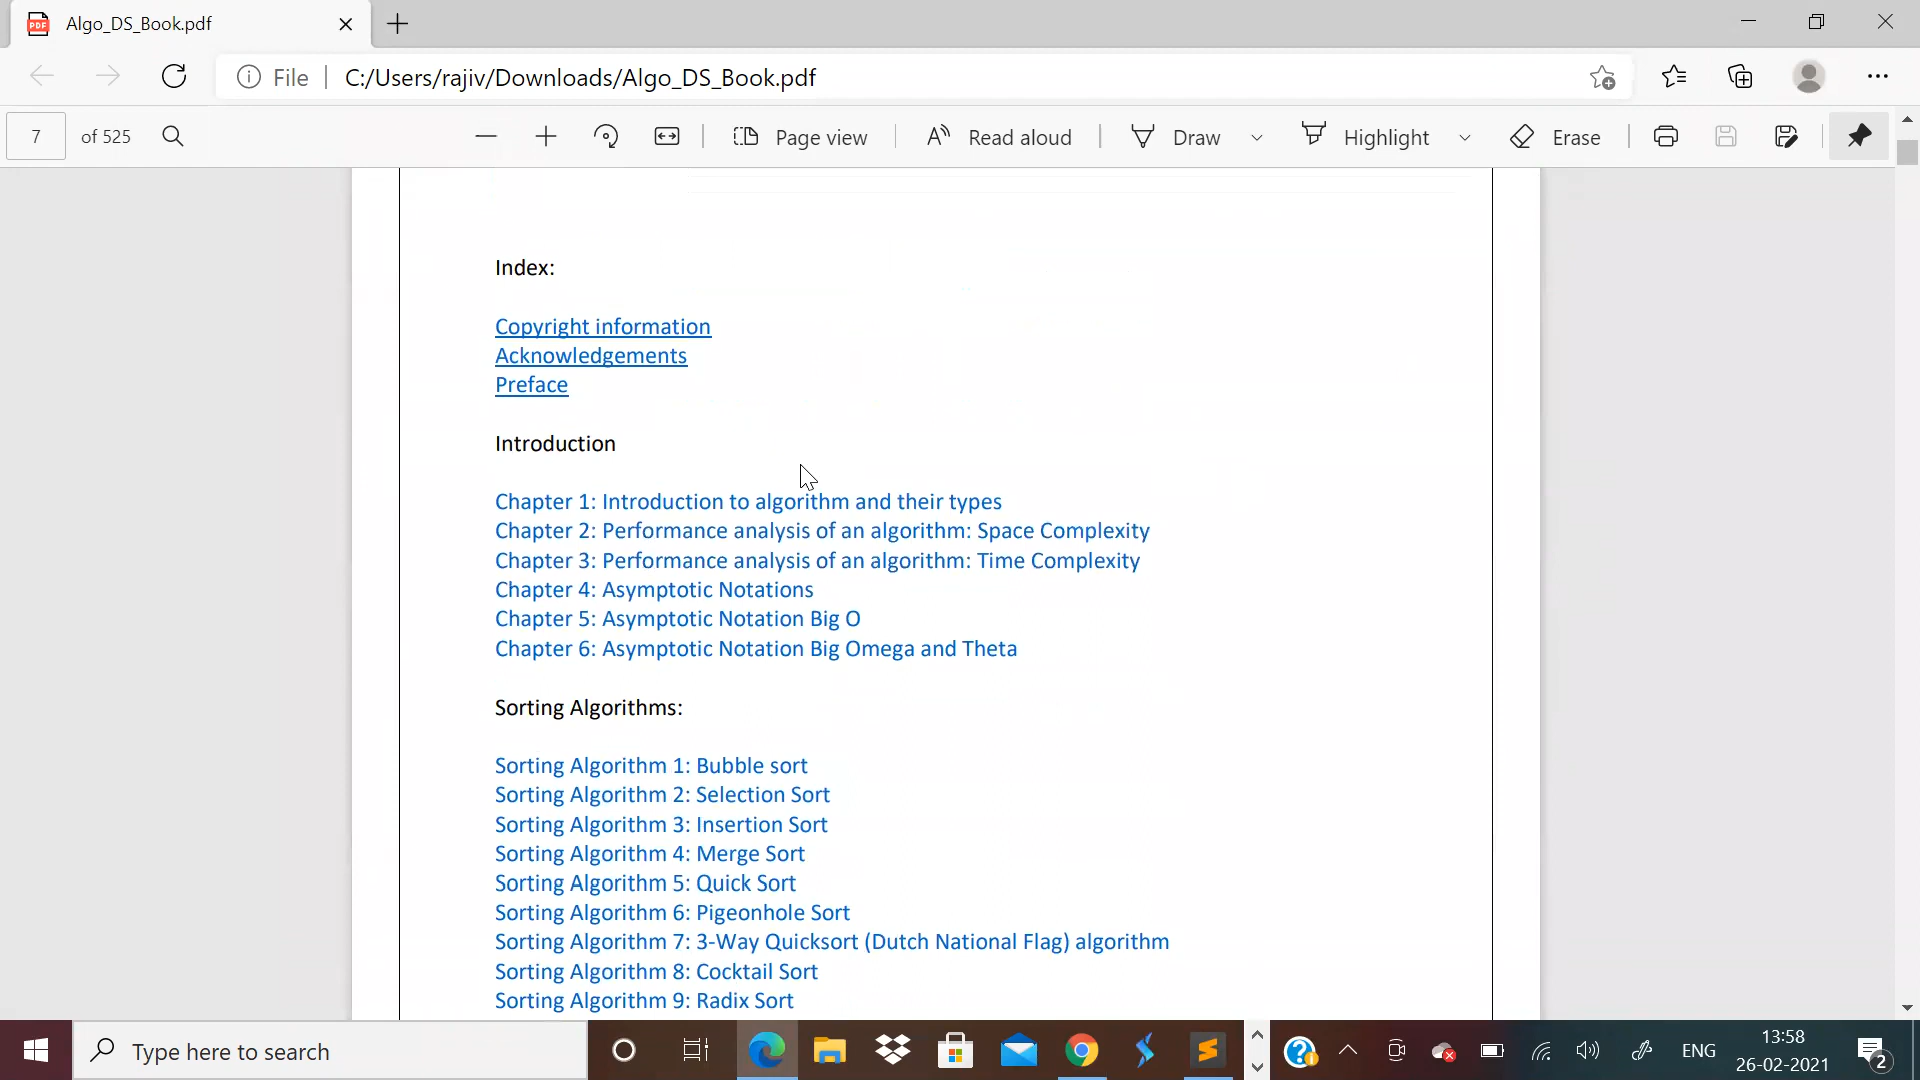 Algo_DS_Book.pdf
File | C:/Users/rajiv/Downloads/Algo_DS_Book.pdf
7 of 525 Page view Read aloud Draw Highlight Erase
Index:
Copyright information
Acknowledgements
Preface
Introduction
Chapter 1: Introduction to algorithm and their types
Chapter 2: Performance analysis of an algorithm: Space Complexity
Chapter 3: Performance analysis of an algorithm: Time Complexity
Chapter 4: Asymptotic Notations
Chapter 5: Asymptotic Notation Big O
Chapter 6: Asymptotic Notation Big Omega and Theta
Sorting Algorithms:
Sorting Algorithm 1: Bubble sort
Sorting Algorithm 2: Selection Sort
Sorting Algorithm 3: Insertion Sort
Sorting Algorithm 4: Merge Sort
Sorting Algorithm 5: Quick Sort
Sorting Algorithm 6: Pigeonhole Sort
Sorting Algorithm 7: 3-Way Quicksort (Dutch National Flag) algorithm
Sorting Algorithm 8: Cocktail Sort
Sorting Algorithm 9: Radix Sort
Type here to search
ENG
13:58
26-02-2021
2